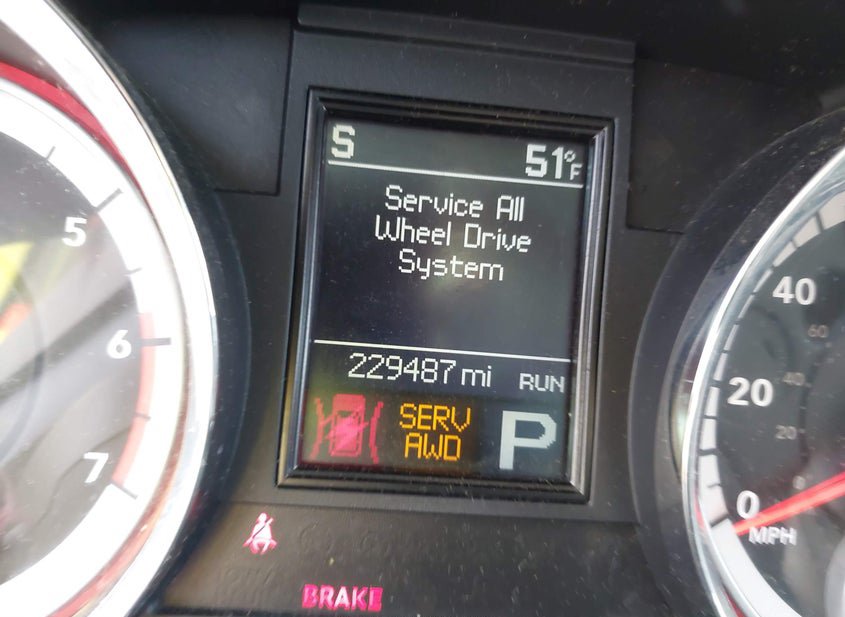 S 51°F
Service All
Wheel Drive
System
229487 mi RUN
SERV
AWD
P
BRAKE
5
6
7
40
60
20
40
20
0
0
MPH